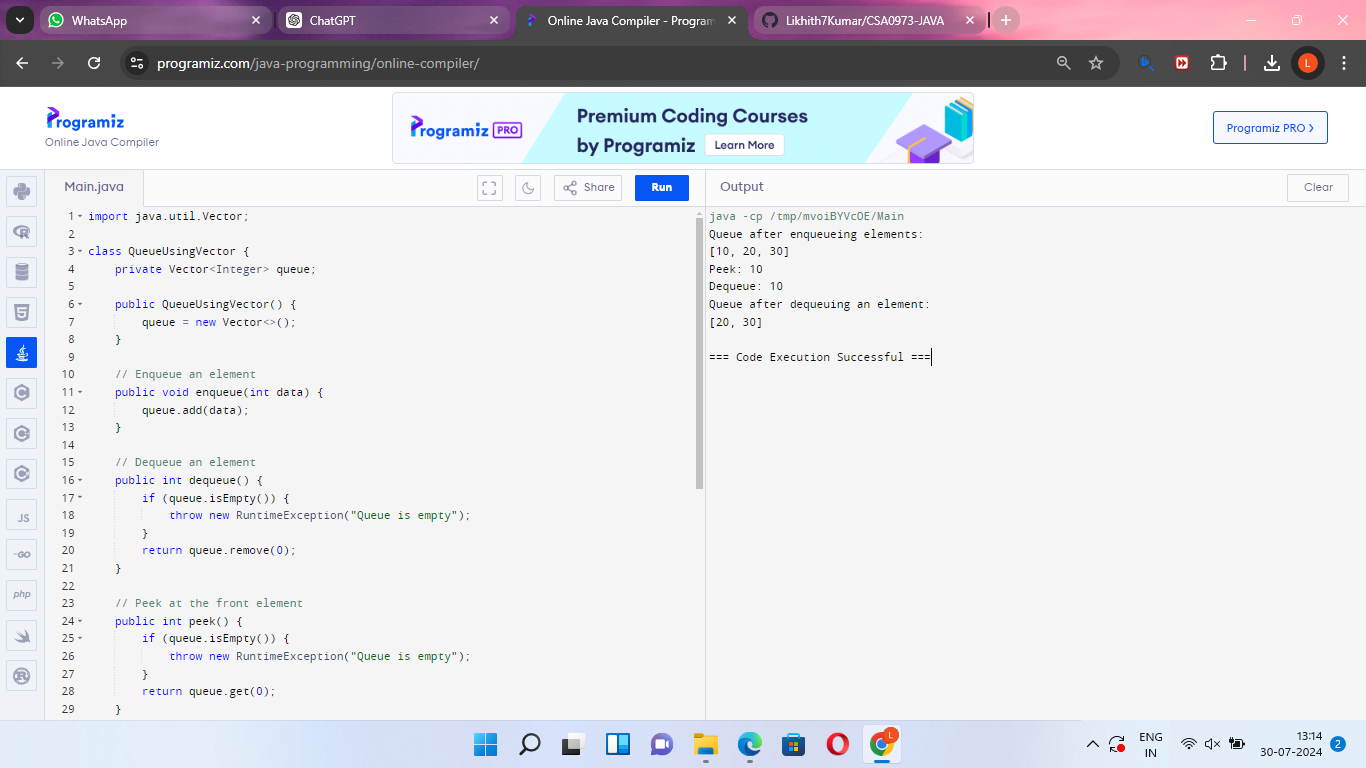 WhatsApp
ChatGPT
Online Java Compiler - Program
Likhith7Kumar/CSA0973-JAVA
programiz.com/java-programming/online-compiler/
L
Programiz
Online Java Compiler
Programiz PRO
Premium Coding Courses
by Programiz
Learn More
Programiz PRO >
Main.java
Share
Run
Output
Clear
JS
GO
php
1 import java.util.Vector;
2
3 class QueueUsingVector {
4 private Vector<Integer> queue;
5
6 public QueueUsingVector() {
7 queue = new Vector<>();
8 }
9
10 // Enqueue an element
11 public void enqueue(int data) {
12 queue.add(data);
13 }
14
15 // Dequeue an element
16 public int dequeue() {
17 if (queue.isEmpty()) {
18 throw new RuntimeException("Queue is empty");
19 }
20 return queue.remove(0);
21 }
22
23 // Peek at the front element
24 public int peek() {
25 if (queue.isEmpty()) {
26 throw new RuntimeException("Queue is empty");
27 }
28 return queue.get(0);
29 }
java -cp /tmp/mvoiBYVcOE/Main
Queue after enqueueing elements:
[10, 20, 30]
Peek: 10
Dequeue: 10
Queue after dequeuing an element:
[20, 30]
=== Code Execution Successful ===
L
ENG
IN
13:14
30-07-2024
2